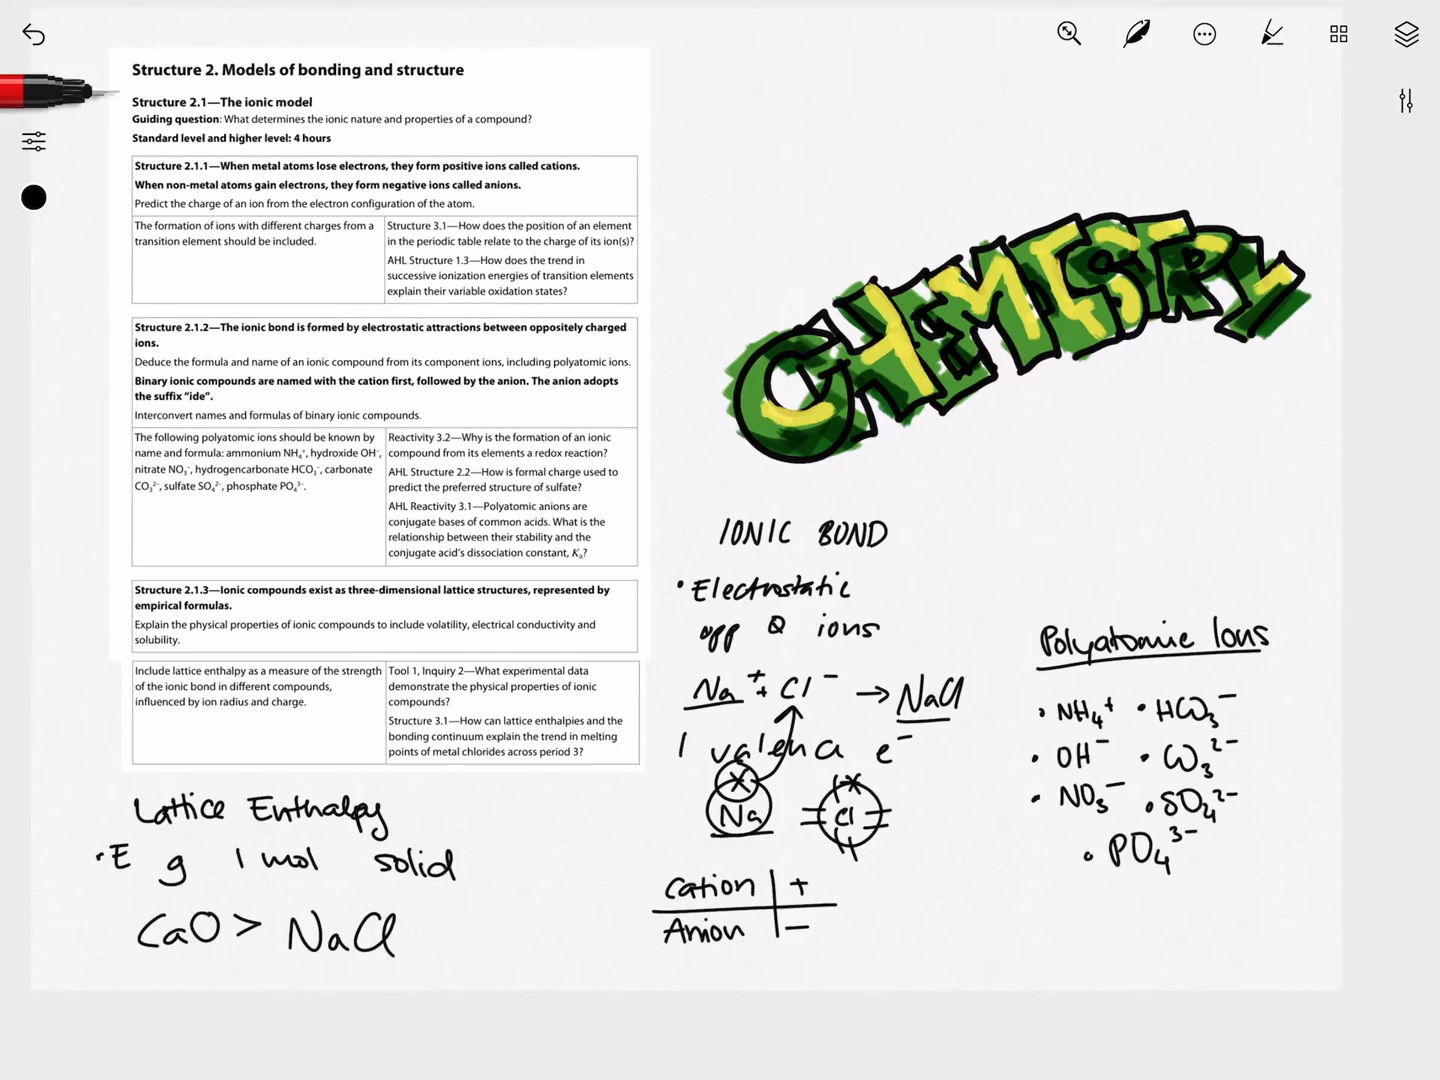 Structure 2. Models of bonding and structure
Structure 2.1—The ionic model
Guiding question: What determines the ionic nature and properties of a compound?
Standard level and higher level: 4 hours
Structure 2.1.1—When metal atoms lose electrons, they form positive ions called cations.
When non-metal atoms gain electrons, they form negative ions called anions.
Predict the charge of an ion from the electron configuration of the atom.
The formation of ions with different charges from a
transition element should be included.
Structure 3.1—How does the position of an element
in the periodic table relate to the charge of its ion(s)?
AHL Structure 1.3—How does the trend in
successive ionization energies of transition elements
explain their variable oxidation states?
Structure 2.1.2—The ionic bond is formed by electrostatic attractions between oppositely charged
ions.
Deduce the formula and name of an ionic compound from its component ions, including polyatomic ions.
Binary ionic compounds are named with the cation first, followed by the anion. The anion adopts
the suffix “ide”.
Interconvert names and formulas of binary ionic compounds.
The following polyatomic ions should be known by
name and formula: ammonium NH₄⁺, hydroxide OH⁻,
nitrate NO₃⁻, hydrogencarbonate HCO₃⁻, carbonate
CO₃²⁻, sulfate SO₄²⁻, phosphate PO₄³⁻.
Reactivity 3.2—Why is the formation of an ionic
compound from its elements a redox reaction?
AHL Structure 2.2—How is formal charge used to
predict the preferred structure of sulfate?
AHL Reactivity 3.1—Polyatomic anions are
conjugate bases of common acids. What is the
relationship between their stability and the
conjugate acid’s dissociation constant, Kₐ?
Structure 2.1.3—Ionic compounds exist as three-dimensional lattice structures, represented by
empirical formulas.
Explain the physical properties of ionic compounds to include volatility, electrical conductivity and
solubility.
Include lattice enthalpy as a measure of the strength
of the ionic bond in different compounds,
influenced by ion radius and charge.
Tool 1, Inquiry 2—What experimental data
demonstrate the physical properties of ionic
compounds?
Structure 3.1—How can lattice enthalpies and the
bonding continuum explain the trend in melting
points of metal chlorides across period 3?
Lattice Enthalpy
• E g 1 mol solid
CaO > NaCl
CHEMISTRY
IONIC BOND
• Electrostatic
opp Q ions
Na⁺ + Cl⁻ → NaCl
1 valence e⁻
x
Na
x
Cl
Cation +
Anion −
Polyatomic Ions
• NH₄⁺ • HCO₃⁻
• OH⁻ • CO₃²⁻
• NO₃⁻ • SO₄²⁻
• PO₄³⁻